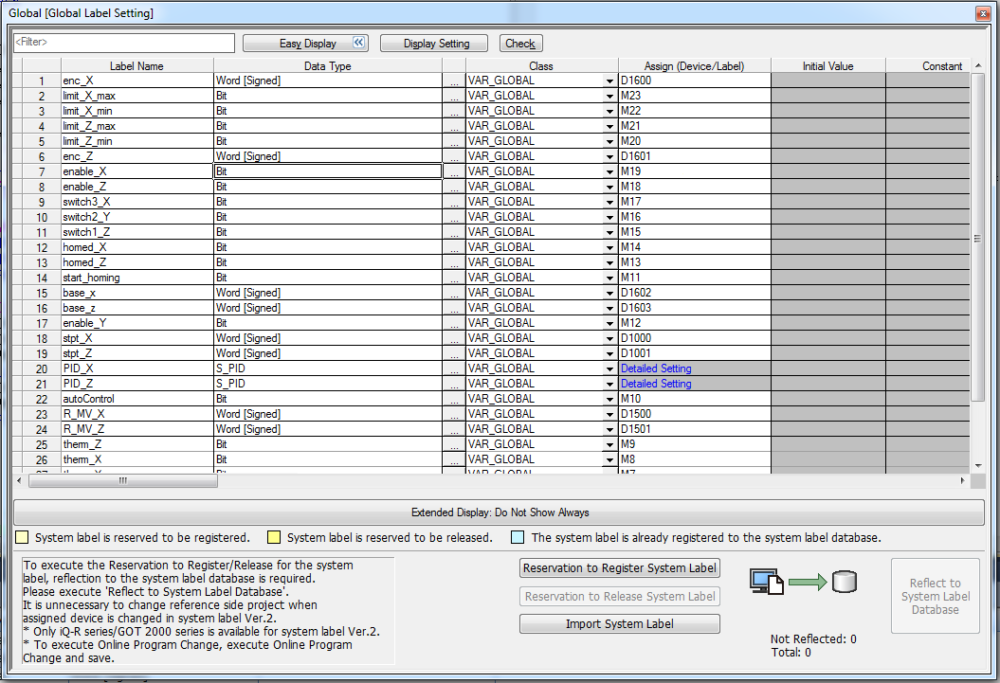 Global [Global Label Setting]
<Filter> Easy Display Display Setting Check
Label Name Data Type Class Assign (Device/Label) Initial Value Constant
1 enc_X Word [Signed] ... VAR_GLOBAL D1600
2 limit_X_max Bit ... VAR_GLOBAL M23
3 limit_X_min Bit ... VAR_GLOBAL M22
4 limit_Z_max Bit ... VAR_GLOBAL M21
5 limit_Z_min Bit ... VAR_GLOBAL M20
6 enc_Z Word [Signed] ... VAR_GLOBAL D1601
7 enable_X Bit ... VAR_GLOBAL M19
8 enable_Z Bit ... VAR_GLOBAL M18
9 switch3_X Bit ... VAR_GLOBAL M17
10 switch2_Y Bit ... VAR_GLOBAL M16
11 switch1_Z Bit ... VAR_GLOBAL M15
12 homed_X Bit ... VAR_GLOBAL M14
13 homed_Z Bit ... VAR_GLOBAL M13
14 start_homing Bit ... VAR_GLOBAL M11
15 base_x Word [Signed] ... VAR_GLOBAL D1602
16 base_z Word [Signed] ... VAR_GLOBAL D1603
17 enable_Y Bit ... VAR_GLOBAL M12
18 stpt_X Word [Signed] ... VAR_GLOBAL D1000
19 stpt_Z Word [Signed] ... VAR_GLOBAL D1001
20 PID_X S_PID ... VAR_GLOBAL Detailed Setting
21 PID_Z S_PID ... VAR_GLOBAL Detailed Setting
22 autoControl Bit ... VAR_GLOBAL M10
23 R_MV_X Word [Signed] ... VAR_GLOBAL D1500
24 R_MV_Z Word [Signed] ... VAR_GLOBAL D1501
25 therm_Z Bit ... VAR_GLOBAL M9
26 therm_X Bit ... VAR_GLOBAL M8
Extended Display: Do Not Show Always
System label is reserved to be registered. System label is reserved to be released. The system label is already registered to the system label database.
To execute the Reservation to Register/Release for the system
label, reflection to the system label database is required.
Please execute 'Reflect to System Label Database'.
It is unnecessary to change reference side project when
assigned device is changed in system label Ver.2.
* Only iQ-R series/GOT 2000 series is available for system label Ver.2.
* To execute Online Program Change, execute Online Program
Change and save.
Reservation to Register System Label
Reservation to Release System Label
Import System Label
Not Reflected: 0
Total: 0
Reflect to
System Label
Database